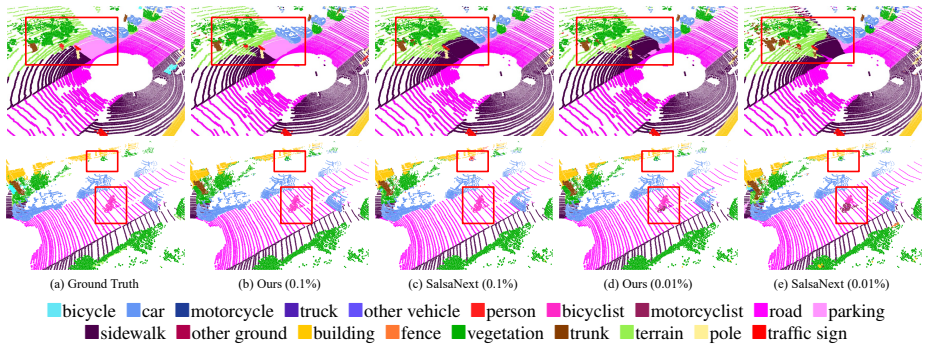 (a) Ground Truth (b) Ours (0.1%) (c) SalsaNext (0.1%) (d) Ours (0.01%) (e) SalsaNext (0.01%)
bicycle car motorcycle truck other vehicle person bicyclist motorcyclist road parking
sidewalk other ground building fence vegetation trunk terrain pole traffic sign